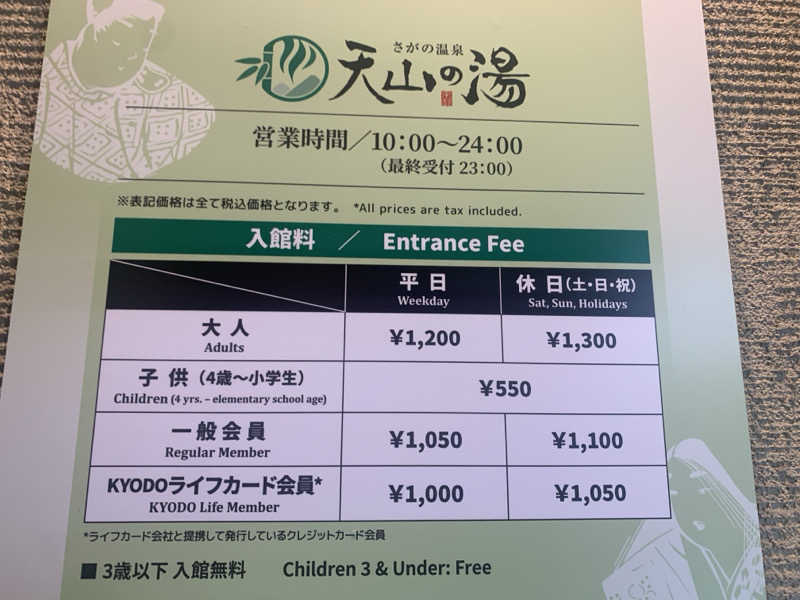 さがの温泉
天山の湯
営業時間／10：00〜24：00
（最終受付 23：00）
※表記価格は全て税込価格となります。 *All prices are tax included.
入館料 ／ Entrance Fee
平日 休日（土・日・祝）
Weekday Sat, Sun, Holidays
大人 ¥1,200 ¥1,300
Adults
子供（4歳〜小学生） ¥550
Children (4 yrs. – elementary school age)
一般会員 ¥1,050 ¥1,100
Regular Member
KYODOライフカード会員* ¥1,000 ¥1,050
KYODO Life Member
*ライフカード会社と提携して発行しているクレジットカード会員
■ 3歳以下 入館無料 Children 3 & Under: Free